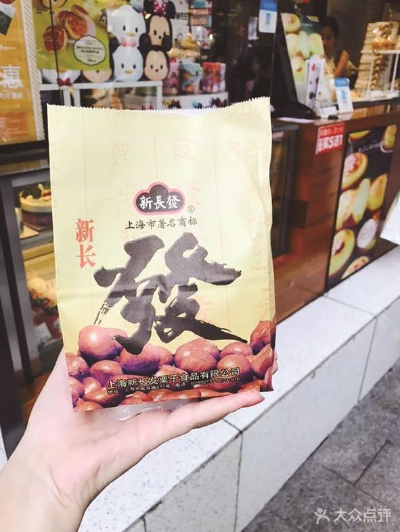 新長發
®
上海市著名商标
新长
發
上海新长发栗子食品有限公司
大众点评